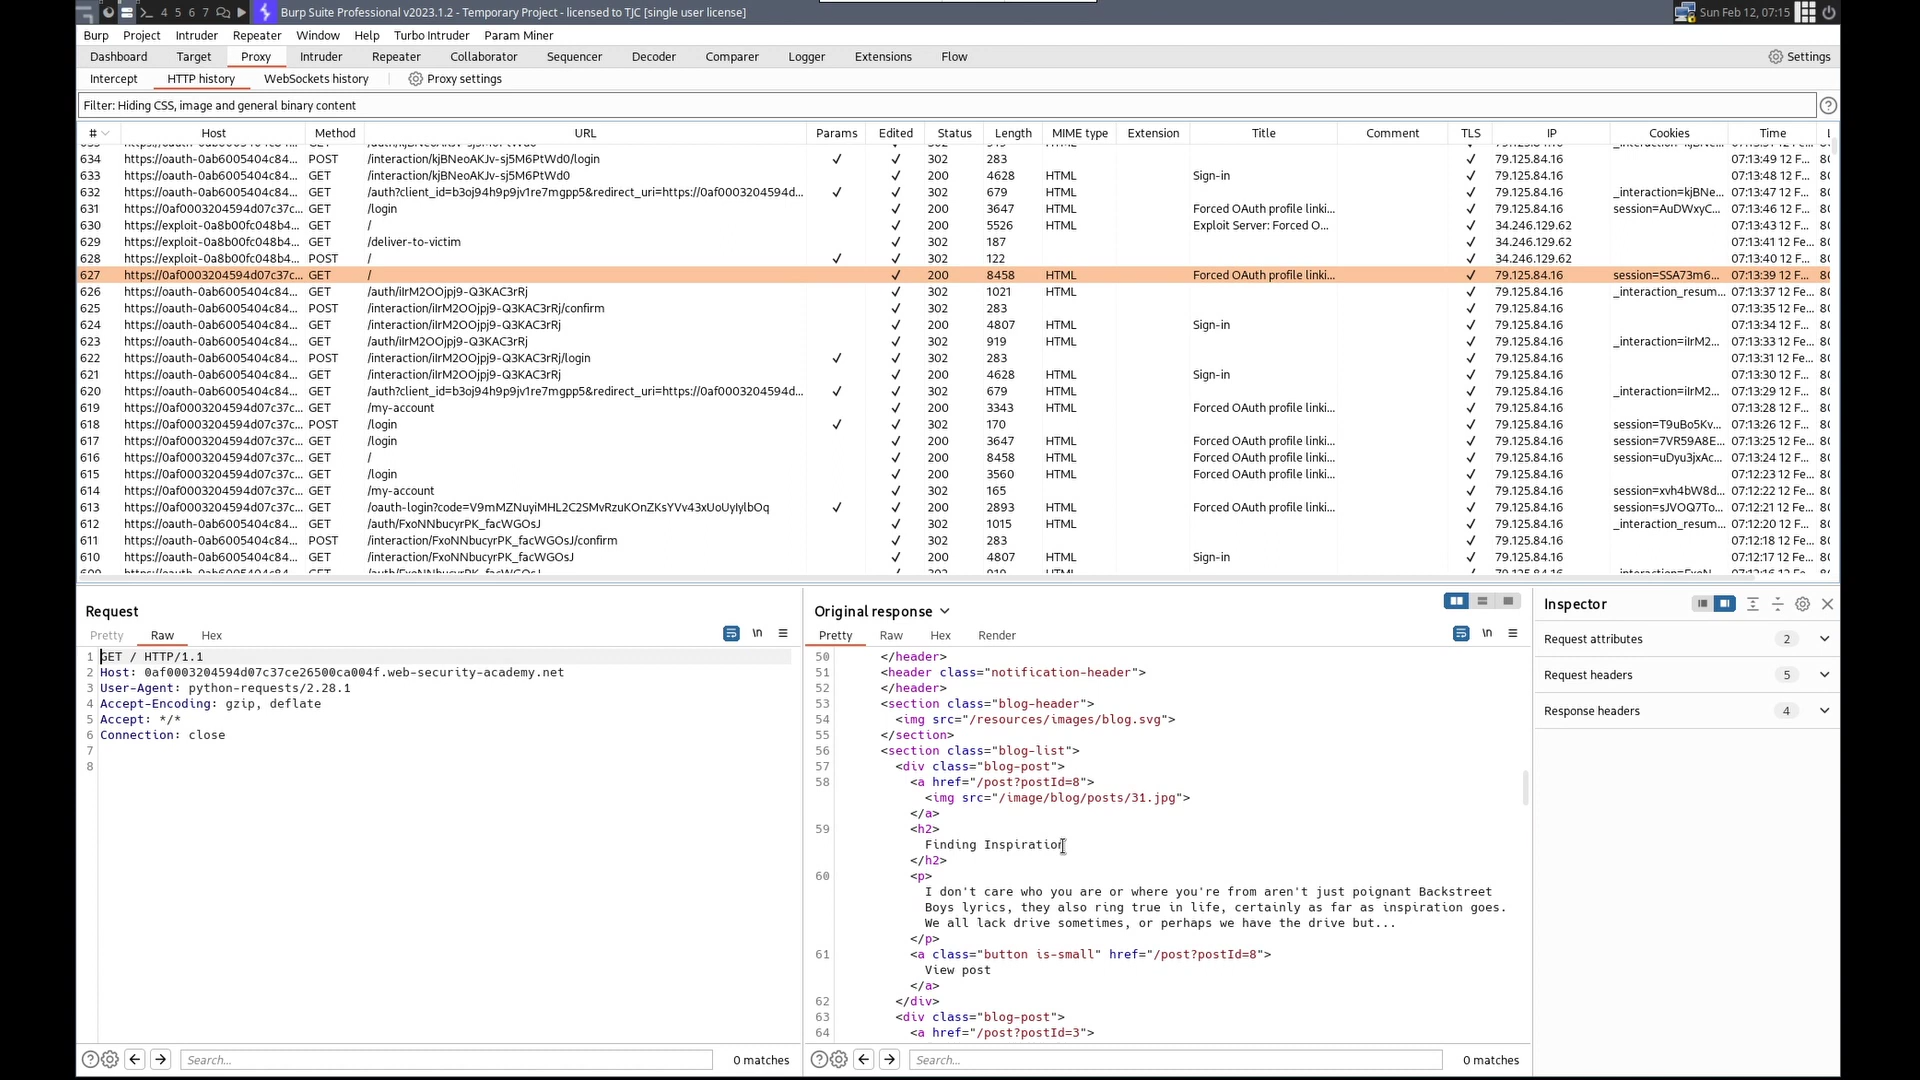 4 5 6 7 Burp Suite Professional v2023.1.2 - Temporary Project - licensed to TJC [single user license] Sun Feb 12, 07:15
Burp Project Intruder Repeater Window Help Turbo Intruder Param Miner
Dashboard Target Proxy Intruder Repeater Collaborator Sequencer Decoder Comparer Logger Extensions Flow Settings
Intercept HTTP history WebSockets history Proxy settings
Filter: Hiding CSS, image and general binary content
# Host Method URL Params Edited Status Length MIME type Extension Title Comment TLS IP Cookies Time
634 https://oauth-0ab6005404c84... POST /interaction/kjBNeoAKJv-sj5M6PtWd0/login ✓ ✓ 302 283 ✓ 79.125.84.16 07:13:49 12 F...
633 https://oauth-0ab6005404c84... GET /interaction/kjBNeoAKJv-sj5M6PtWd0 ✓ 200 4628 HTML Sign-in ✓ 79.125.84.16 07:13:48 12 F...
632 https://oauth-0ab6005404c84... GET /auth?client_id=b3oj94h9p9jv1re7mgpp5&redirect_uri=https://0af0003204594d... ✓ ✓ 302 679 HTML ✓ 79.125.84.16 _interaction=kjBNe... 07:13:47 12 F...
631 https://0af0003204594d07c37c... GET /login ✓ 200 3647 HTML Forced OAuth profile linki... ✓ 79.125.84.16 session=AuDWxyC... 07:13:46 12 F...
630 https://exploit-0a8b00fc048b4... GET / ✓ 200 5526 HTML Exploit Server: Forced O... ✓ 34.246.129.62 07:13:43 12 F...
629 https://exploit-0a8b00fc048b4... GET /deliver-to-victim ✓ 302 187 ✓ 34.246.129.62 07:13:41 12 Fe...
628 https://exploit-0a8b00fc048b4... POST / ✓ ✓ 302 122 ✓ 34.246.129.62 07:13:40 12 F...
627 https://0af0003204594d07c37c... GET / ✓ 200 8458 HTML Forced OAuth profile linki... ✓ 79.125.84.16 session=SSA73m6... 07:13:39 12 F...
626 https://oauth-0ab6005404c84... GET /auth/iIrM2OOjpj9-Q3KAC3rRj ✓ 302 1021 HTML ✓ 79.125.84.16 _interaction_resum... 07:13:37 12 Fe...
625 https://oauth-0ab6005404c84... POST /interaction/iIrM2OOjpj9-Q3KAC3rRj/confirm ✓ 302 283 ✓ 79.125.84.16 07:13:35 12 Fe...
624 https://oauth-0ab6005404c84... GET /interaction/iIrM2OOjpj9-Q3KAC3rRj ✓ 200 4807 HTML Sign-in ✓ 79.125.84.16 07:13:34 12 Fe...
623 https://oauth-0ab6005404c84... GET /auth/iIrM2OOjpj9-Q3KAC3rRj ✓ 302 919 HTML ✓ 79.125.84.16 _interaction=iIrM2... 07:13:33 12 Fe...
622 https://oauth-0ab6005404c84... POST /interaction/iIrM2OOjpj9-Q3KAC3rRj/login ✓ ✓ 302 283 ✓ 79.125.84.16 07:13:31 12 Fe...
621 https://oauth-0ab6005404c84... GET /interaction/iIrM2OOjpj9-Q3KAC3rRj ✓ 200 4628 HTML Sign-in ✓ 79.125.84.16 07:13:30 12 Fe...
620 https://oauth-0ab6005404c84... GET /auth?client_id=b3oj94h9p9jv1re7mgpp5&redirect_uri=https://0af0003204594d... ✓ ✓ 302 679 HTML ✓ 79.125.84.16 _interaction=iIrM2... 07:13:29 12 Fe...
619 https://0af0003204594d07c37c... GET /my-account ✓ 200 3343 HTML Forced OAuth profile linki... ✓ 79.125.84.16 07:13:28 12 Fe...
618 https://0af0003204594d07c37c... POST /login ✓ ✓ 302 170 ✓ 79.125.84.16 session=T9uBo5Kv... 07:13:26 12 Fe...
617 https://0af0003204594d07c37c... GET /login ✓ 200 3647 HTML Forced OAuth profile linki... ✓ 79.125.84.16 session=7VR59A8E... 07:13:25 12 Fe...
616 https://0af0003204594d07c37c... GET / ✓ 200 8458 HTML Forced OAuth profile linki... ✓ 79.125.84.16 session=uDyu3jxAc... 07:13:24 12 Fe...
615 https://0af0003204594d07c37c... GET /login ✓ 200 3560 HTML Forced OAuth profile linki... ✓ 79.125.84.16 07:12:23 12 Fe...
614 https://0af0003204594d07c37c... GET /my-account ✓ 302 165 ✓ 79.125.84.16 session=xvh4bW8d... 07:12:22 12 Fe...
613 https://0af0003204594d07c37c... GET /oauth-login?code=V9mMZNuyiMHL2C2SMvRzuKOnZKsYVv43xUoUyIylbOq ✓ ✓ 200 2893 HTML Forced OAuth profile linki... ✓ 79.125.84.16 session=sJVOQ7To... 07:12:21 12 Fe...
612 https://oauth-0ab6005404c84... GET /auth/FxoNNbucyrPK_facWGOsJ ✓ 302 1015 HTML ✓ 79.125.84.16 _interaction_resum... 07:12:20 12 Fe...
611 https://oauth-0ab6005404c84... POST /interaction/FxoNNbucyrPK_facWGOsJ/confirm ✓ 302 283 ✓ 79.125.84.16 07:12:18 12 Fe...
610 https://oauth-0ab6005404c84... GET /interaction/FxoNNbucyrPK_facWGOsJ ✓ 200 4807 HTML Sign-in ✓ 79.125.84.16 07:12:17 12 Fe...
Request
Pretty Raw Hex \n
1 GET / HTTP/1.1
2 Host: 0af0003204594d07c37ce26500ca004f.web-security-academy.net
3 User-Agent: python-requests/2.28.1
4 Accept-Encoding: gzip, deflate
5 Accept: */*
6 Connection: close
7
8
Search... 0 matches
Original response
Pretty Raw Hex Render \n
50 </header>
51 <header class="notification-header">
52 </header>
53 <section class="blog-header">
54 <img src="/resources/images/blog.svg">
55 </section>
56 <section class="blog-list">
57 <div class="blog-post">
58 <a href="/post?postId=8">
<img src="/image/blog/posts/31.jpg">
</a>
59 <h2>
Finding Inspiration
</h2>
60 <p>
I don't care who you are or where you're from aren't just poignant Backstreet
Boys lyrics, they also ring true in life, certainly as far as inspiration goes.
We all lack drive sometimes, or perhaps we have the drive but...
</p>
61 <a class="button is-small" href="/post?postId=8">
View post
</a>
62 </div>
63 <div class="blog-post">
64 <a href="/post?postId=3">
Search... 0 matches
Inspector
Request attributes 2
Request headers 5
Response headers 4